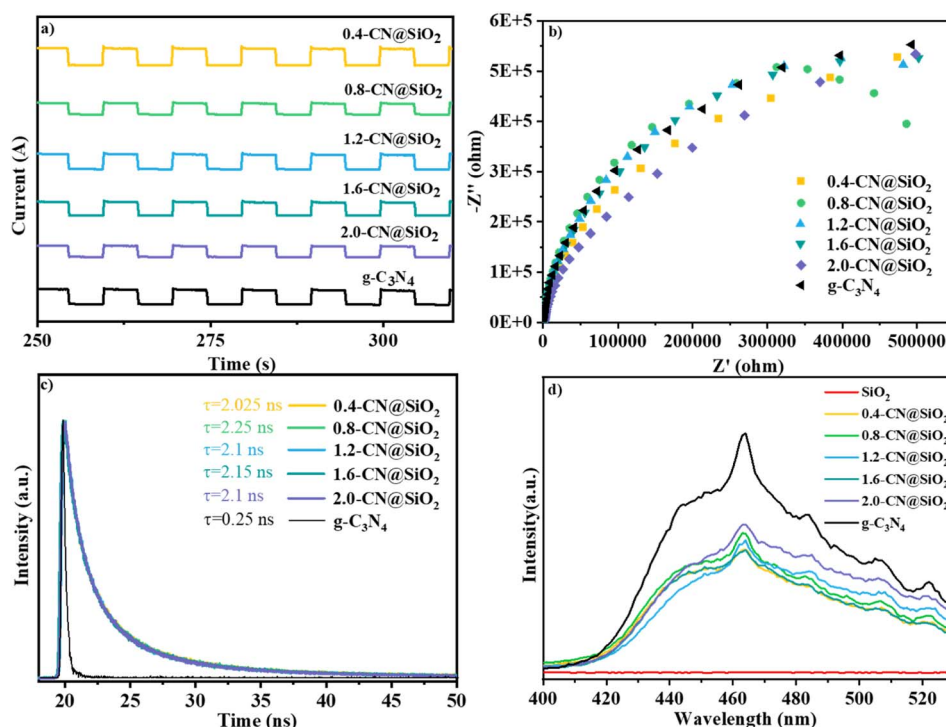 a)
0.4-CN@SiO₂
0.8-CN@SiO₂
1.2-CN@SiO₂
1.6-CN@SiO₂
2.0-CN@SiO₂
g-C₃N₄
Current (A)
250
275
300
Time (s)
b)
6E+5
5E+5
4E+5
3E+5
2E+5
1E+5
0E+0
-Z'' (ohm)
0.4-CN@SiO₂
0.8-CN@SiO₂
1.2-CN@SiO₂
1.6-CN@SiO₂
2.0-CN@SiO₂
g-C₃N₄
100000 200000 300000 400000 500000
Z' (ohm)
c)
τ=2.025 ns 0.4-CN@SiO₂
τ=2.25 ns 0.8-CN@SiO₂
τ=2.1 ns 1.2-CN@SiO₂
τ=2.15 ns 1.6-CN@SiO₂
τ=2.1 ns 2.0-CN@SiO₂
τ=0.25 ns g-C₃N₄
Intensity (a.u.)
20 25 30 35 40 45 50
Time (ns)
d)
SiO₂
0.4-CN@SiO₂
0.8-CN@SiO₂
1.2-CN@SiO₂
1.6-CN@SiO₂
2.0-CN@SiO₂
g-C₃N₄
Intensity(a.u.)
400 420 440 460 480 500 520
Wavelength (nm)